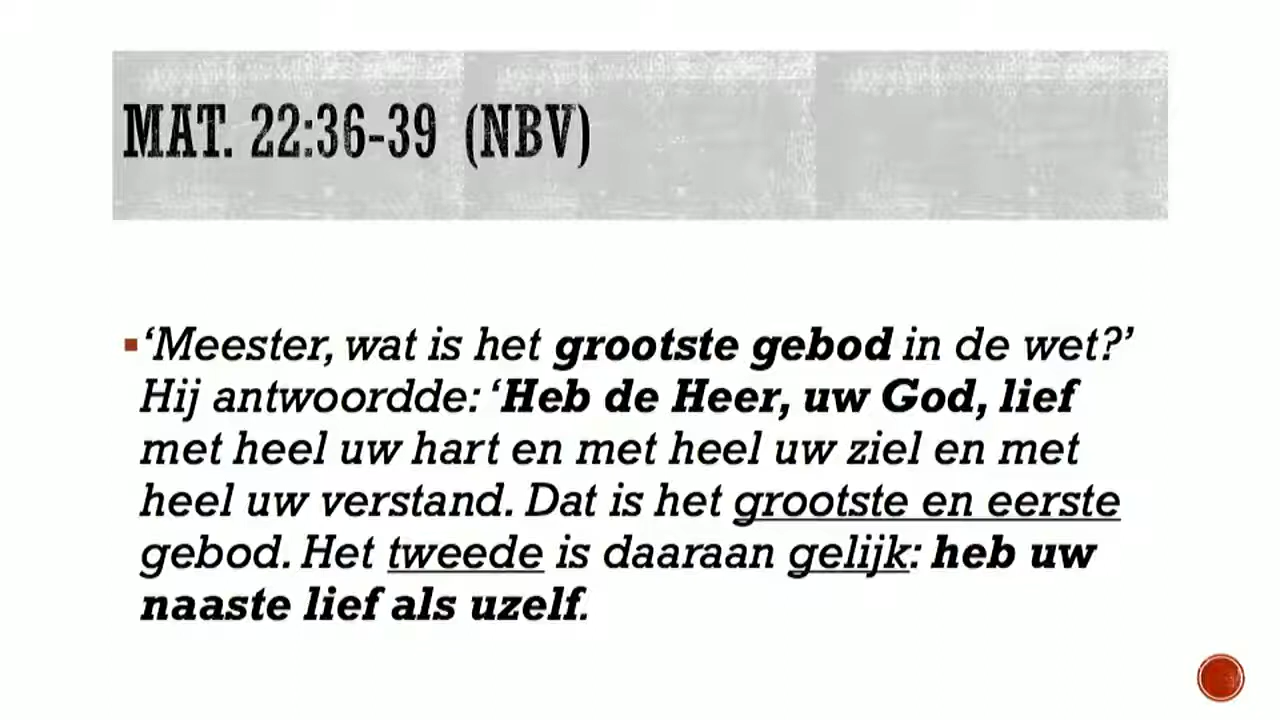 MAT. 22:36-39 (NBV)
‘Meester, wat is het grootste gebod in de wet?’
Hij antwoordde: ‘Heb de Heer, uw God, lief
met heel uw hart en met heel uw ziel en met
heel uw verstand. Dat is het grootste en eerste
gebod. Het tweede is daaraan gelijk: heb uw
naaste lief als uzelf.